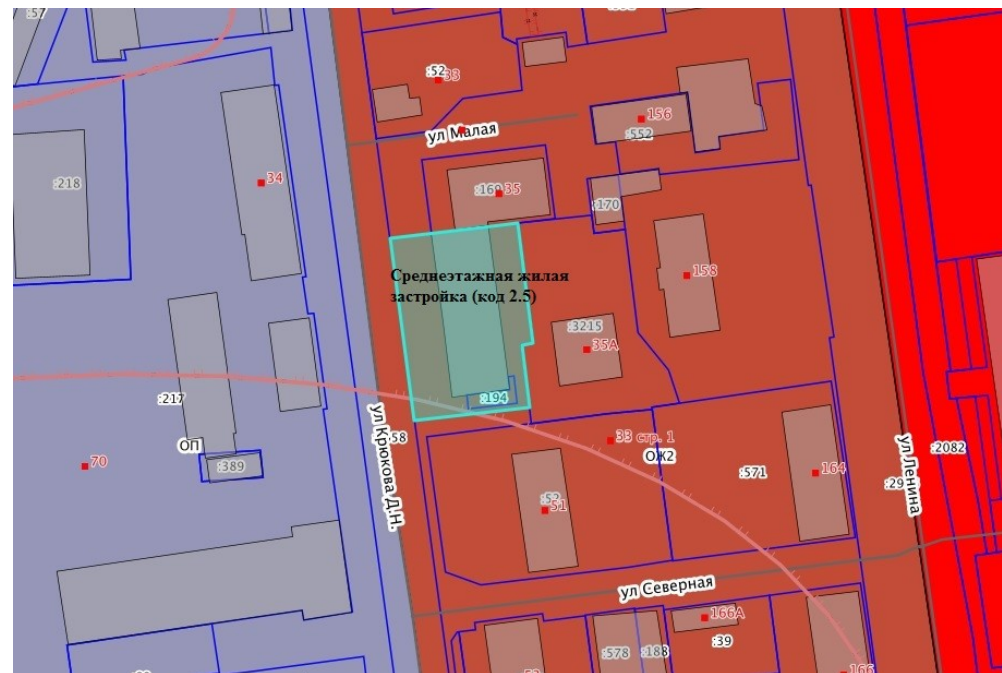 :57
:52
33
ул Малая
156
:552
:218
34
:169
35
:170
Среднеэтажная жилая
застройка (код 2.5)
158
:3215
35А
:217
:194
ул Крюкова Д.Н.
:58
33 стр. 1
ОП
ОЖ2
70
:389
:571
164
ул Ленина
:2082
:29
:52
51
ул Северная
166А
:39
:578
:188
166